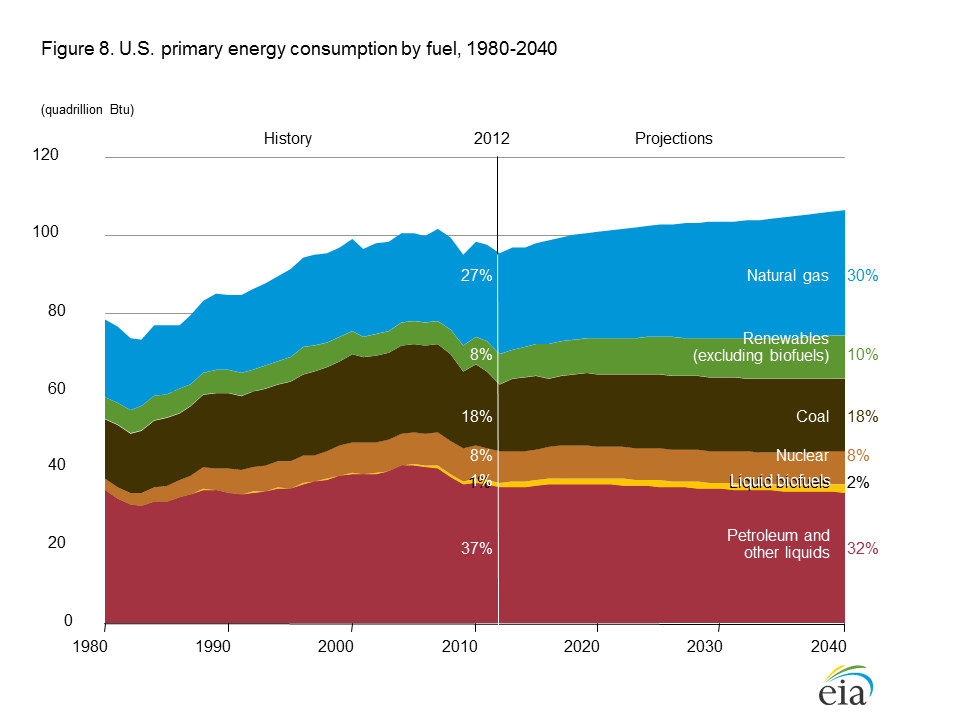 Figure 8. U.S. primary energy consumption by fuel, 1980-2040
(quadrillion Btu)
History 2012 Projections
120
100
27% Natural gas 30%
80
Renewables
8% (excluding biofuels) 10%
60
18% Coal 18%
8% Nuclear 8%
40
1% Liquid biofuels 2%
20
Petroleum and
37% other liquids 32%
0
1980 1990 2000 2010 2020 2030 2040
eia